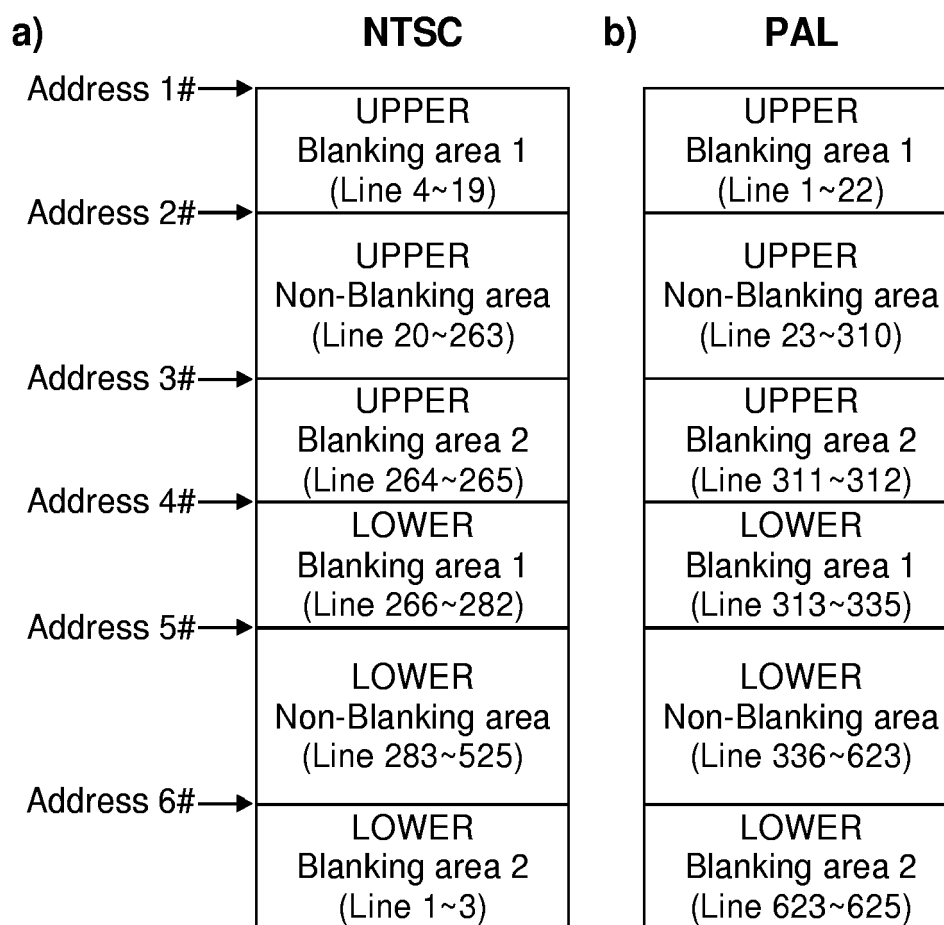 a) NTSC
b) PAL
Address 1#
UPPER
Blanking area 1
(Line 4~19)
UPPER
Blanking area 1
(Line 1~22)
Address 2#
UPPER
Non-Blanking area
(Line 20~263)
UPPER
Non-Blanking area
(Line 23~310)
Address 3#
UPPER
Blanking area 2
(Line 264~265)
UPPER
Blanking area 2
(Line 311~312)
Address 4#
LOWER
Blanking area 1
(Line 266~282)
LOWER
Blanking area 1
(Line 313~335)
Address 5#
LOWER
Non-Blanking area
(Line 283~525)
LOWER
Non-Blanking area
(Line 336~623)
Address 6#
LOWER
Blanking area 2
(Line 1~3)
LOWER
Blanking area 2
(Line 623~625)